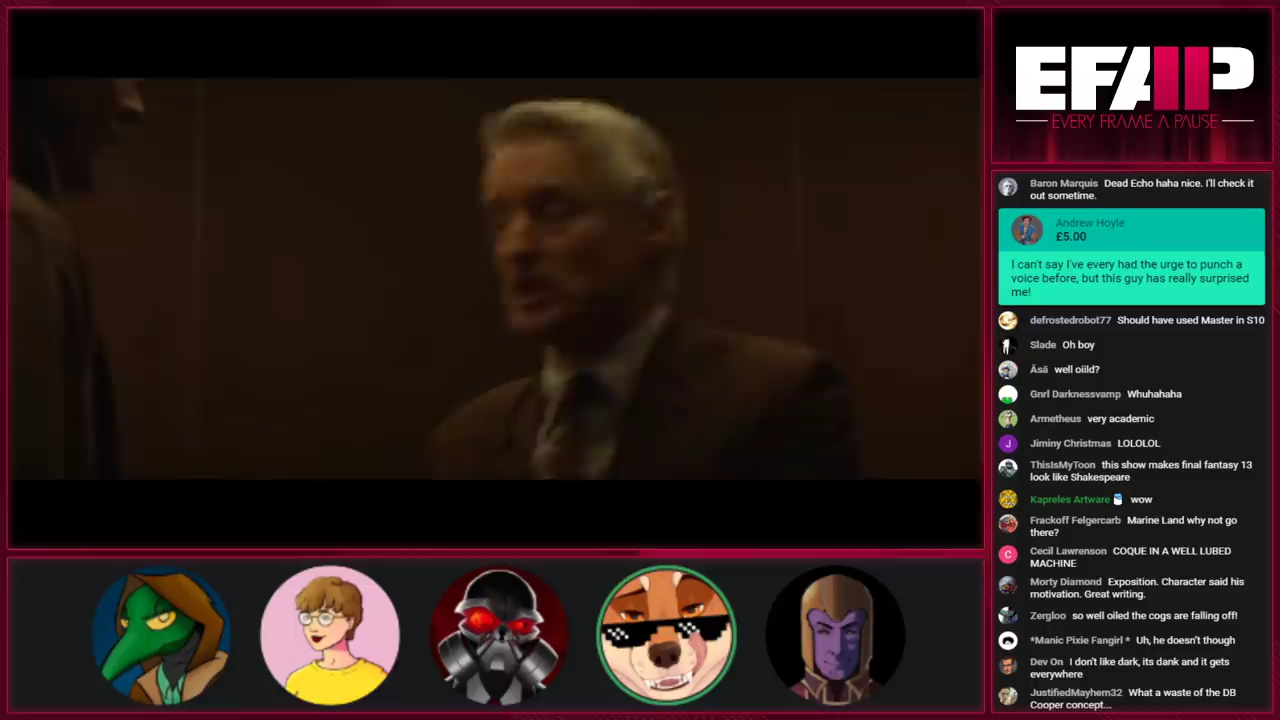 EFAP
EVERY FRAME A PAUSE
Baron Marquis Dead Echo haha nice. I'll check it
out sometime.
Andrew Hoyle
£5.00
I can't say I've every had the urge to punch a
voice before, but this guy has really surprised
me!
defrostedrobot77 Should have used Master in S10
Slade Oh boy
Āsä well oiild?
Gnrl Darknessvamp Whuhahaha
Armetheus very academic
J Jiminy Christmas LOLOLOL
ThisIsMyToon this show makes final fantasy 13
look like Shakespeare
Kapreles Artware wow
Frackoff Felgercarb Marine Land why not go
there?
C Cecil Lawrenson COQUE IN A WELL LUBED
MACHINE
Morty Diamond Exposition. Character said his
motivation. Great writing.
Zergloo so well oiled the cogs are falling off!
*Manic Pixie Fangirl * Uh, he doesn't though
Dev On I don't like dark, its dank and it gets
everywhere
JustifiedMayhem32 What a waste of the DB
Cooper concept...